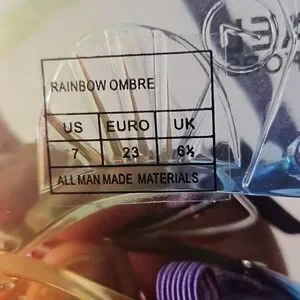 RAINBOW OMBRE
US EURO UK
7 23 6½
ALL MAN MADE MATERIALS